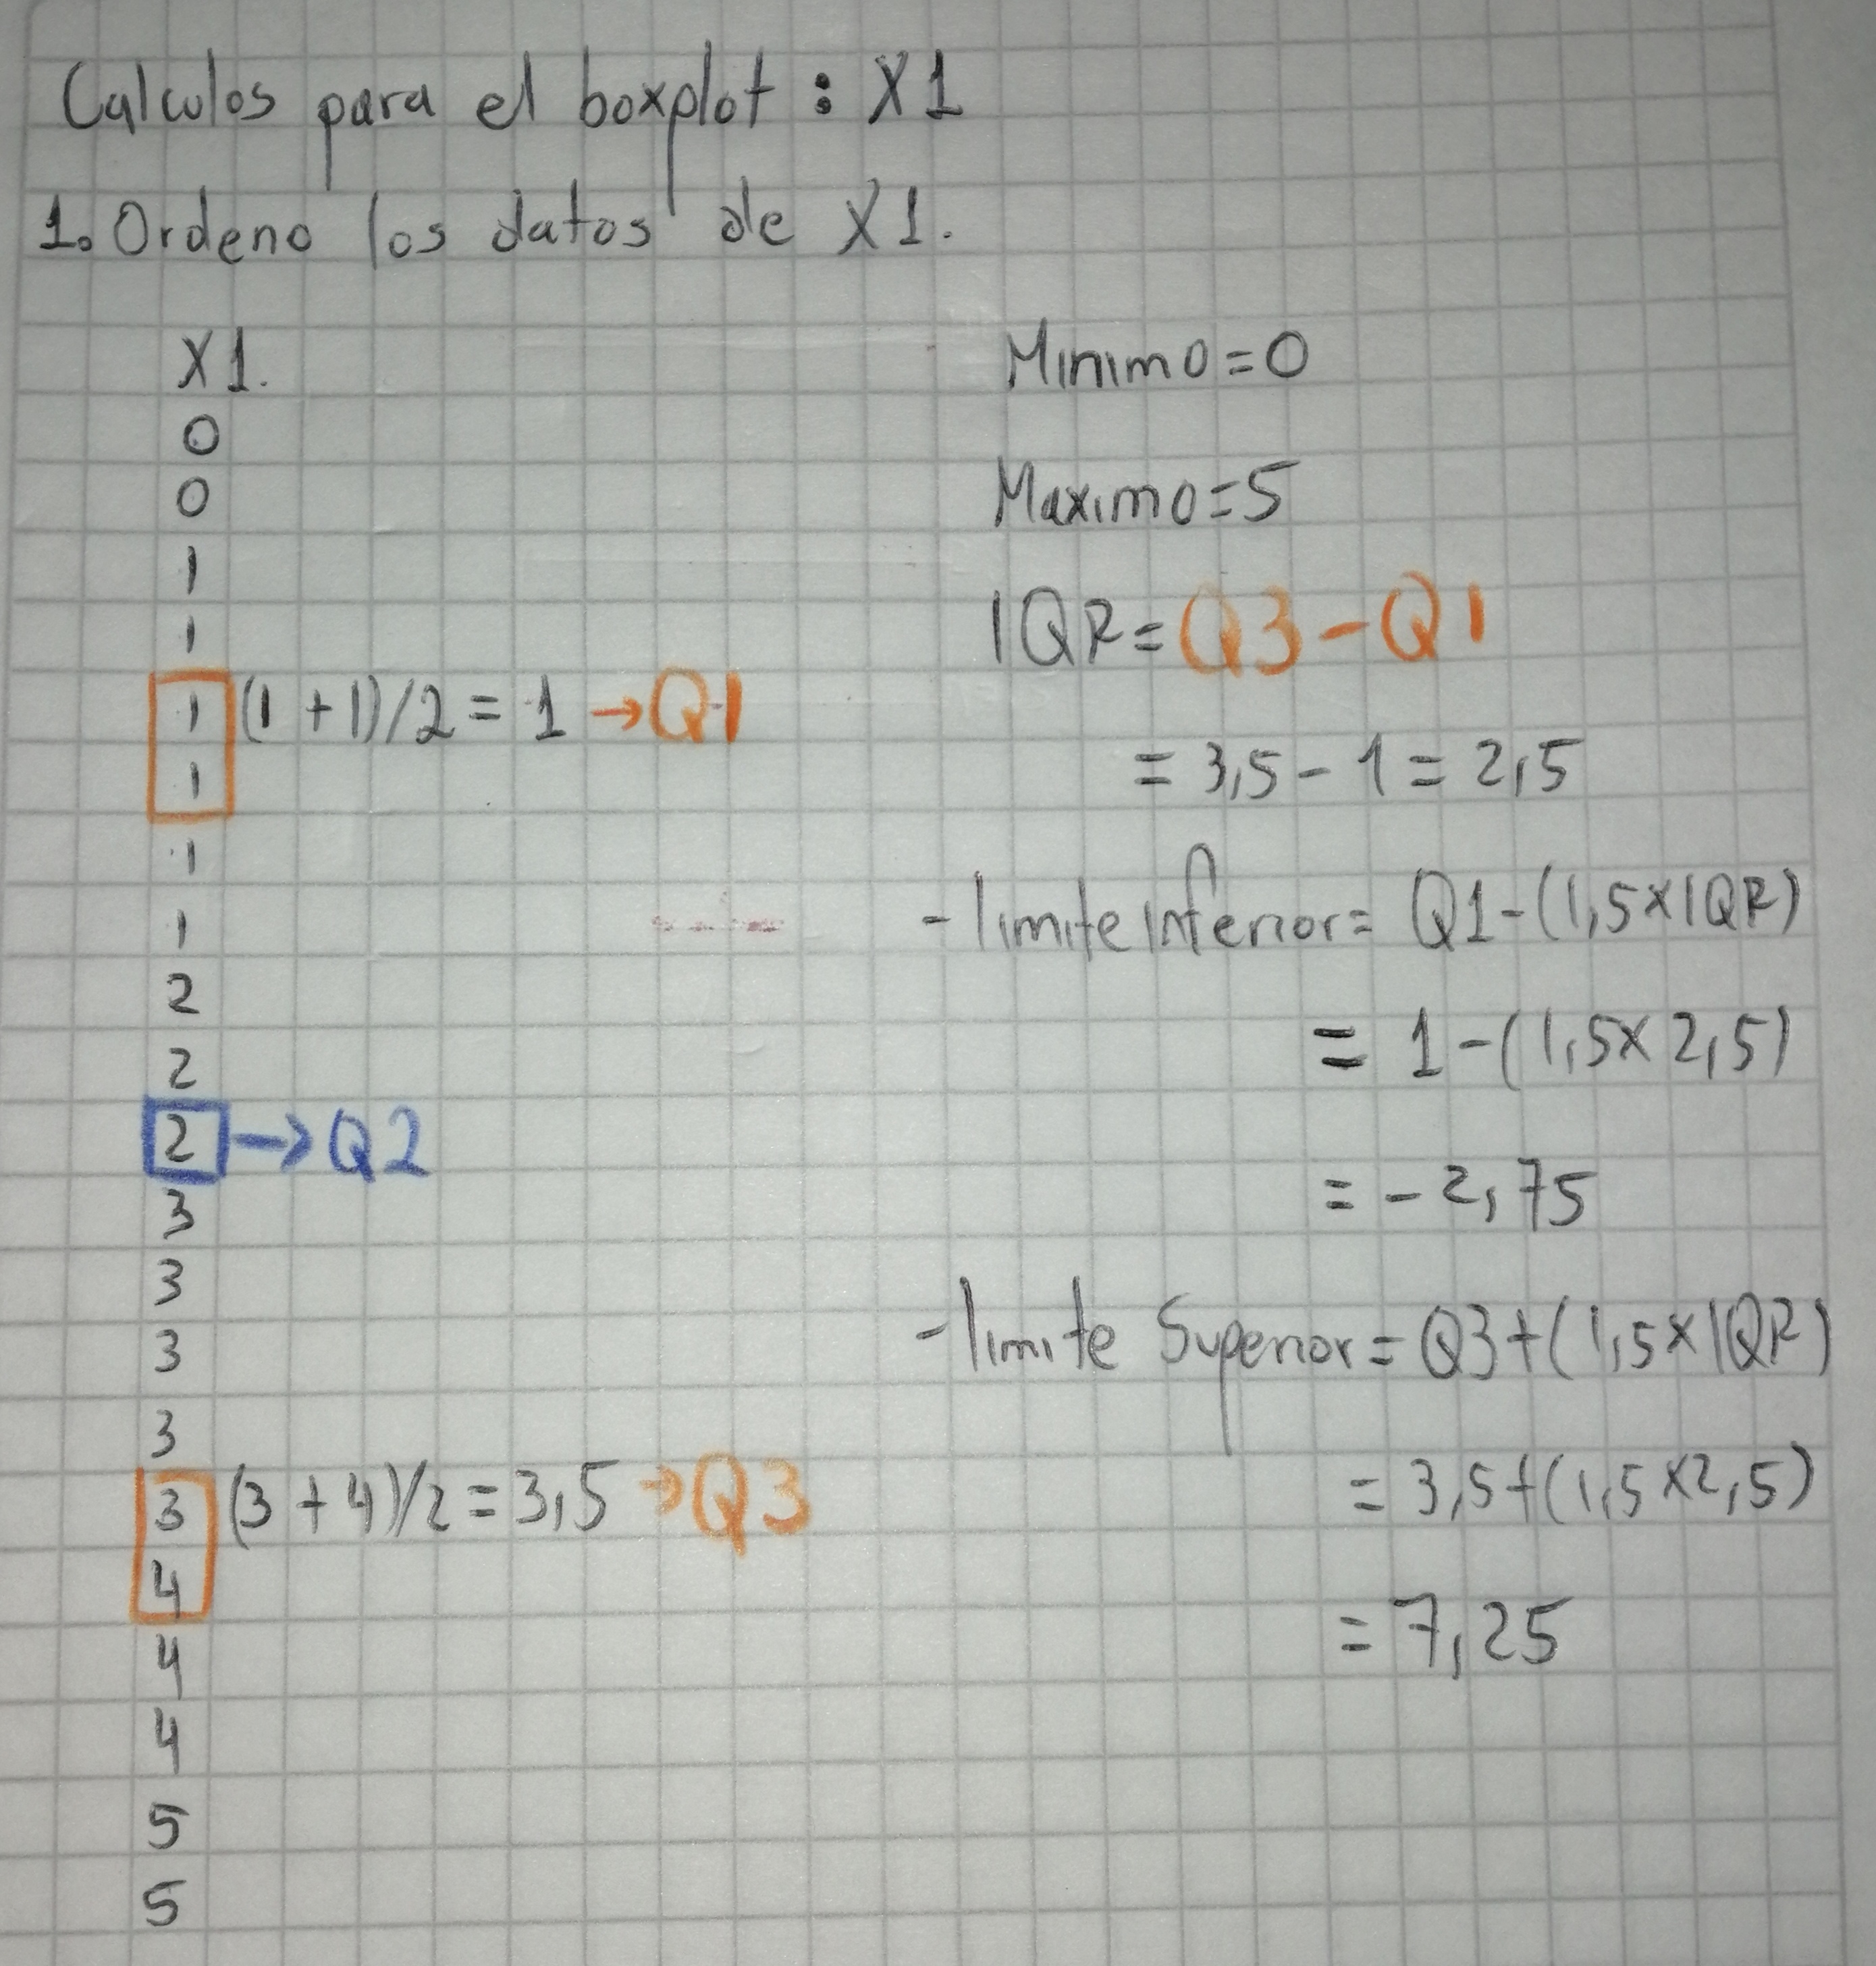 Calculos para el boxplot: X1
1. Ordeno los datos de X1.
X1.
0
0
1
1
1 (1+1)/2 = 1 → Q1
1
1
1
2
2
2 → Q2
3
3
3
3
3 (3+4)/2 = 3,5 → Q3
4
4
4
5
5
Minimo=0
Maximo=5
IQR=Q3-Q1
= 3,5 - 1 = 2,5
- limite inferior= Q1-(1,5×IQR)
= 1-(1,5×2,5)
= -2,75
- limite Superior= Q3+(1,5×IQR)
= 3,5+(1,5×2,5)
= 7,25